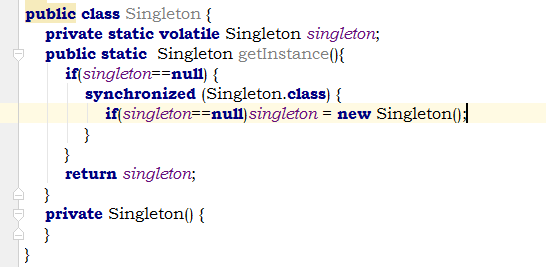 public class Singleton {
private static volatile Singleton singleton;
public static  Singleton getInstance(){
if(singleton==null) {
synchronized (Singleton.class) {
if(singleton==null)singleton = new Singleton();
}
}
return singleton;
}
private Singleton() {
}
}